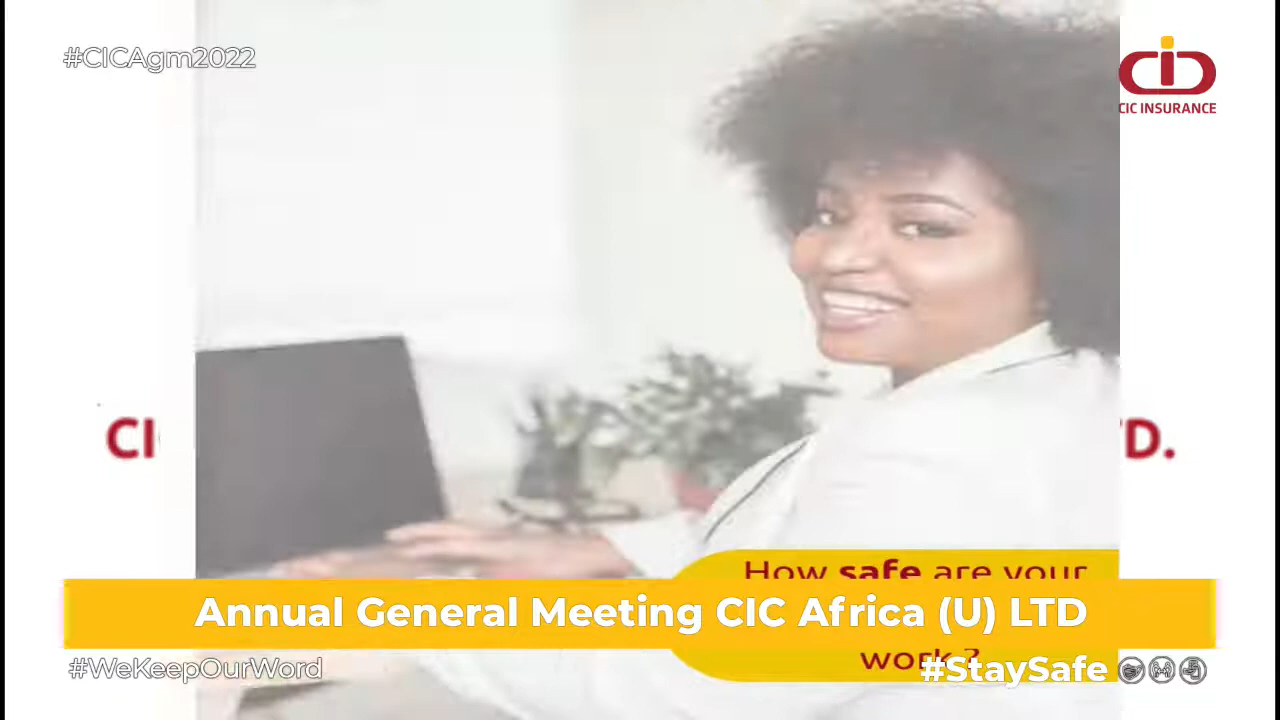 #CICAgm2022
CIC INSURANCE
CI
D.
How safe are your
Annual General Meeting CIC Africa (U) LTD
work ?
#WeKeepOurWord
#StaySafe